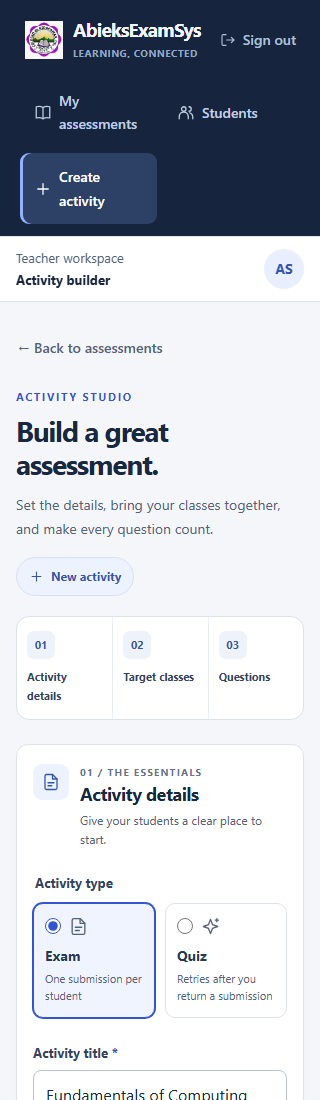 AbieksExamSys
LEARNING, CONNECTED
Sign out
My
assessments
Students
Create
activity
Teacher workspace
Activity builder
AS
← Back to assessments
ACTIVITY STUDIO
Build a great
assessment.
Set the details, bring your classes together,
and make every question count.
+ New activity
01
Activity
details
02
Target classes
03
Questions
01 / THE ESSENTIALS
Activity details
Give your students a clear place to
start.
Activity type
Exam
One submission per
student
Quiz
Retries after you
return a submission
Activity title *
Fundamentals of Computing